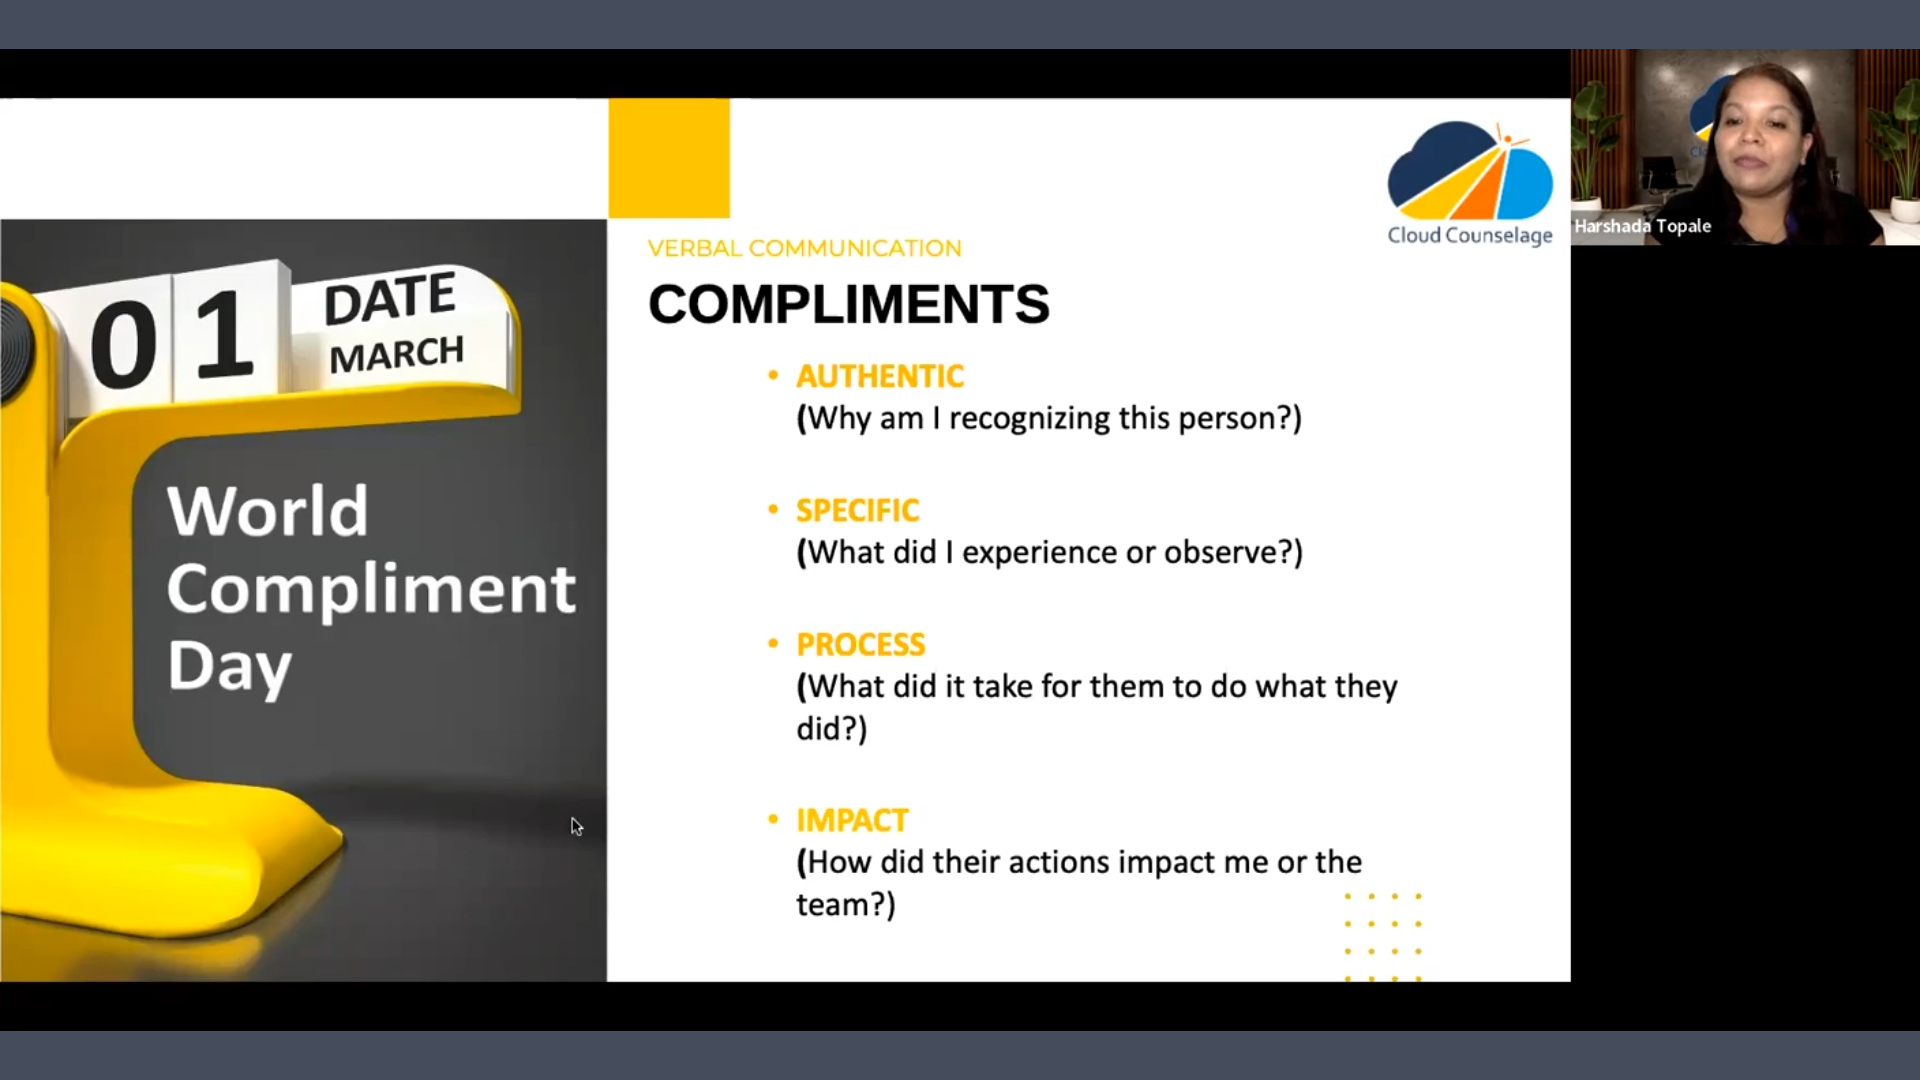 01
DATE
MARCH
World
Compliment
Day
VERBAL COMMUNICATION
COMPLIMENTS
• AUTHENTIC
(Why am I recognizing this person?)
• SPECIFIC
(What did I experience or observe?)
• PROCESS
(What did it take for them to do what they
did?)
• IMPACT
(How did their actions impact me or the
team?)
Cloud Counselage
Harshada Topale